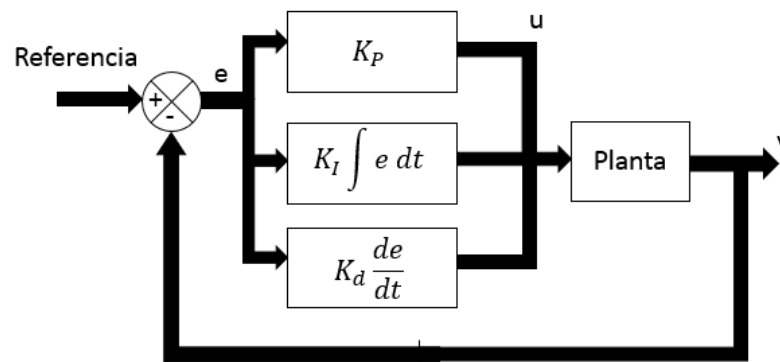 u
K_P
Referencia
e
+
-
K_I ∫ e dt
Planta
K_d de/dt